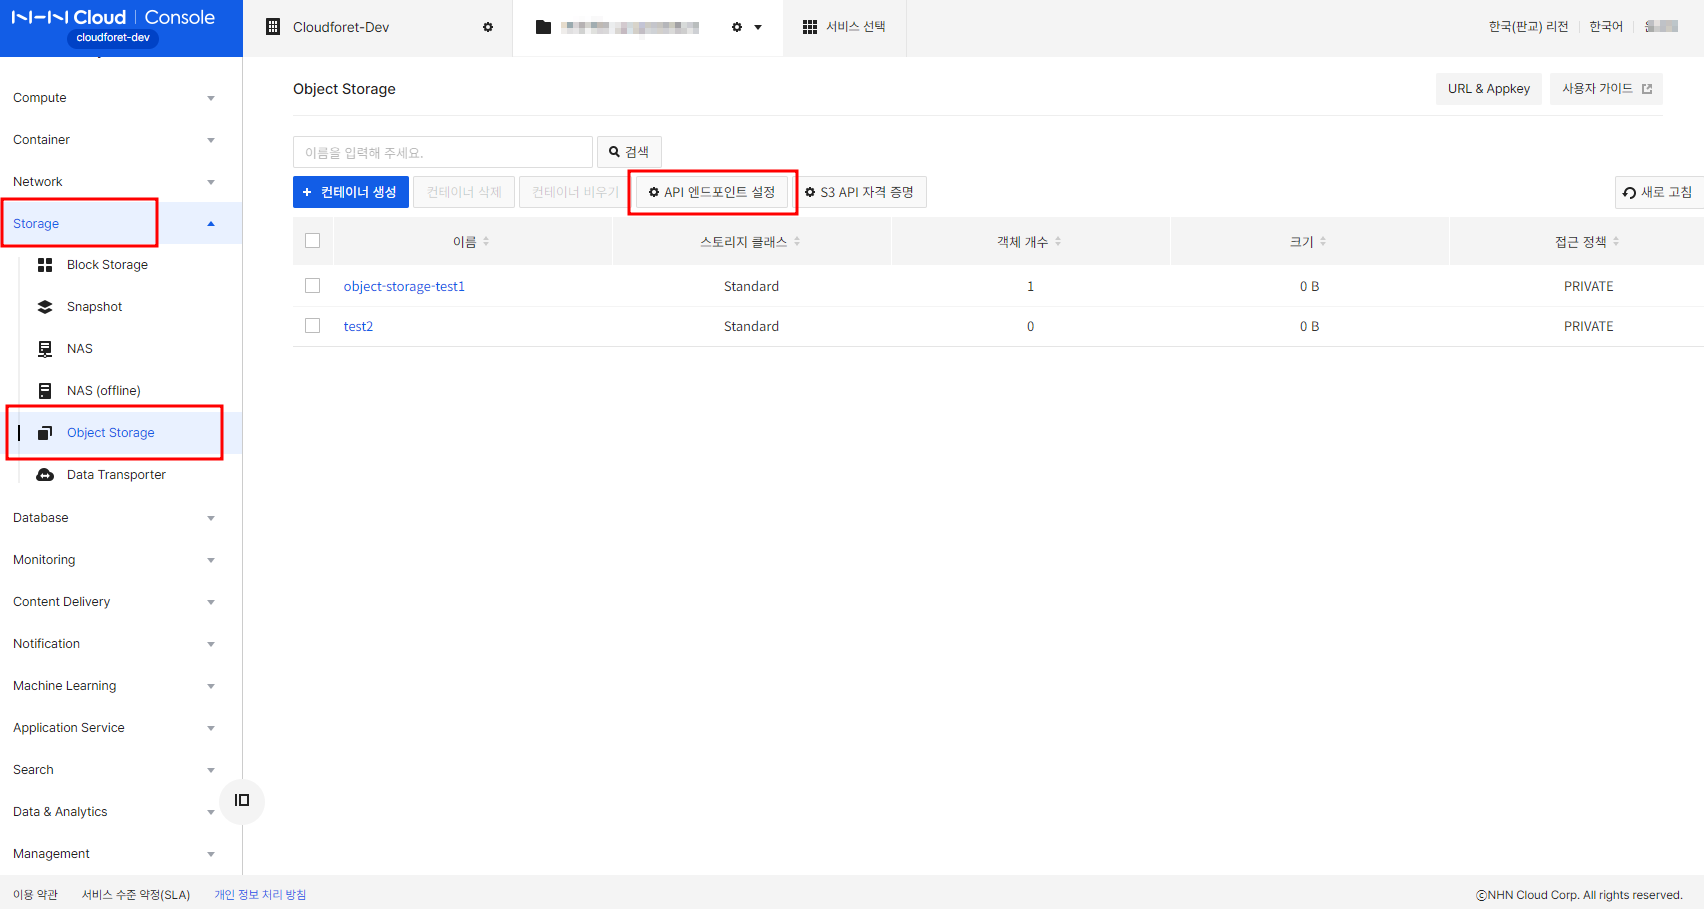 NHN Cloud | Console
cloudforet-dev
Cloudforet-Dev
서비스 선택
한국(판교) 리전
한국어
Compute
Container
Network
Storage
Block Storage
Snapshot
NAS
NAS (offline)
Object Storage
Data Transporter
Database
Monitoring
Content Delivery
Notification
Machine Learning
Application Service
Search
Data & Analytics
Management
Object Storage
URL & Appkey
사용자 가이드
이름을 입력해 주세요.
검색
+ 컨테이너 생성
컨테이너 삭제
컨테이너 비우기
API 엔드포인트 설정
S3 API 자격 증명
새로 고침
이름 스토리지 클래스 객체 개수 크기 접근 정책
object-storage-test1 Standard 1 0 B PRIVATE
test2 Standard 0 0 B PRIVATE
이용 약관 서비스 수준 약정(SLA) 개인 정보 처리 방침
©NHN Cloud Corp. All rights reserved.